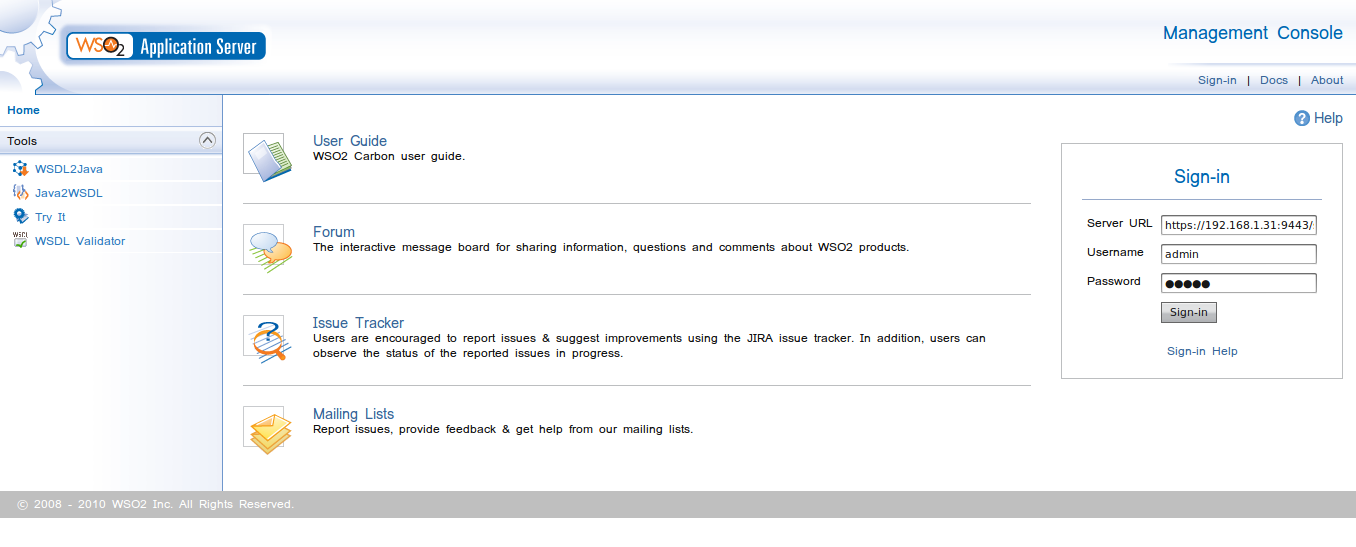 WSO2 Application Server
Management Console
Sign-in | Docs | About
Home
Tools
WSDL2Java
Java2WSDL
Try It
WSDL
WSDL Validator
User Guide
WSO2 Carbon user guide.
Forum
The interactive message board for sharing information, questions and comments about WSO2 products.
Issue Tracker
Users are encouraged to report issues & suggest improvements using the JIRA issue tracker. In addition, users can
observe the status of the reported issues in progress.
Mailing Lists
Report issues, provide feedback & get help from our mailing lists.
? Help
Sign-in
Server URL https://192.168.1.31:9443/
Username admin
Password ●●●●●
Sign-in
Sign-in Help
© 2008 - 2010 WSO2 Inc. All Rights Reserved.